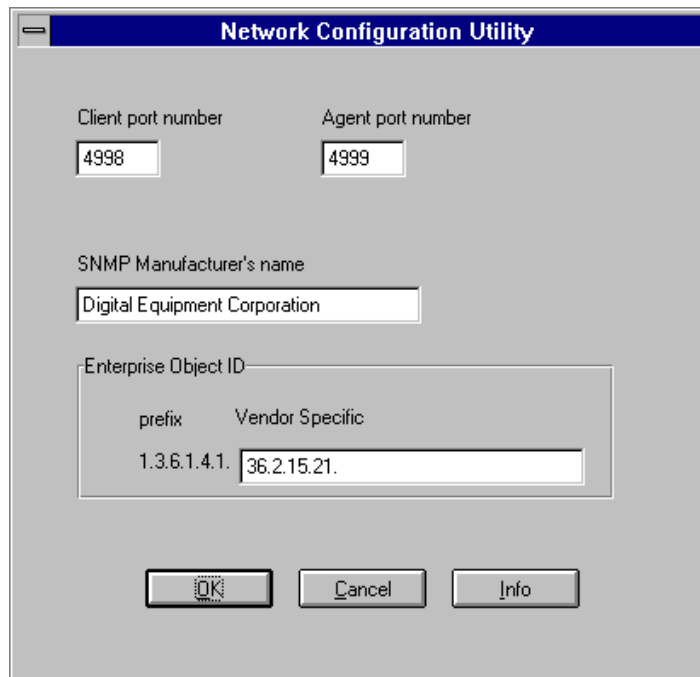 Network Configuration Utility
Client port number Agent port number
4998 4999
SNMP Manufacturer's name
Digital Equipment Corporation
Enterprise Object ID
prefix Vendor Specific
1.3.6.1.4.1. 36.2.15.21.
OK Cancel Info